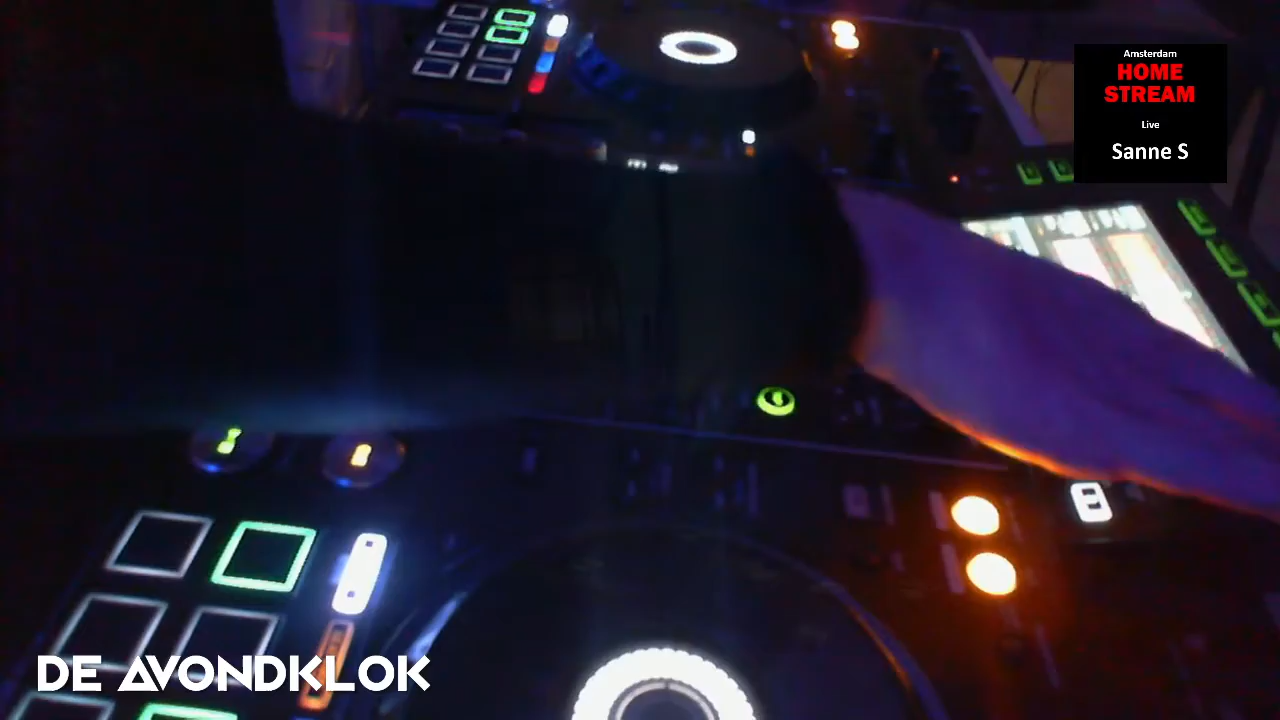 Amsterdam
HOME
STREAM
Live
Sanne S
DE AVONDKLOK